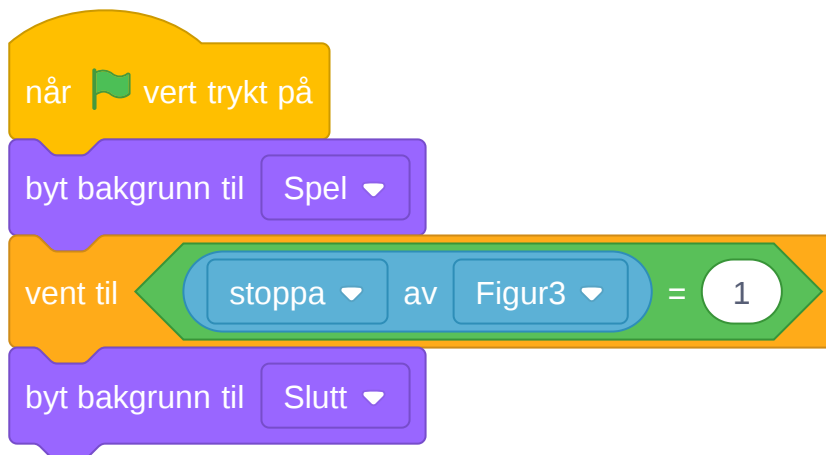 når vert trykt på
byt bakgrunn til Spel
vent til stoppa av Figur3 = 1
byt bakgrunn til Slutt